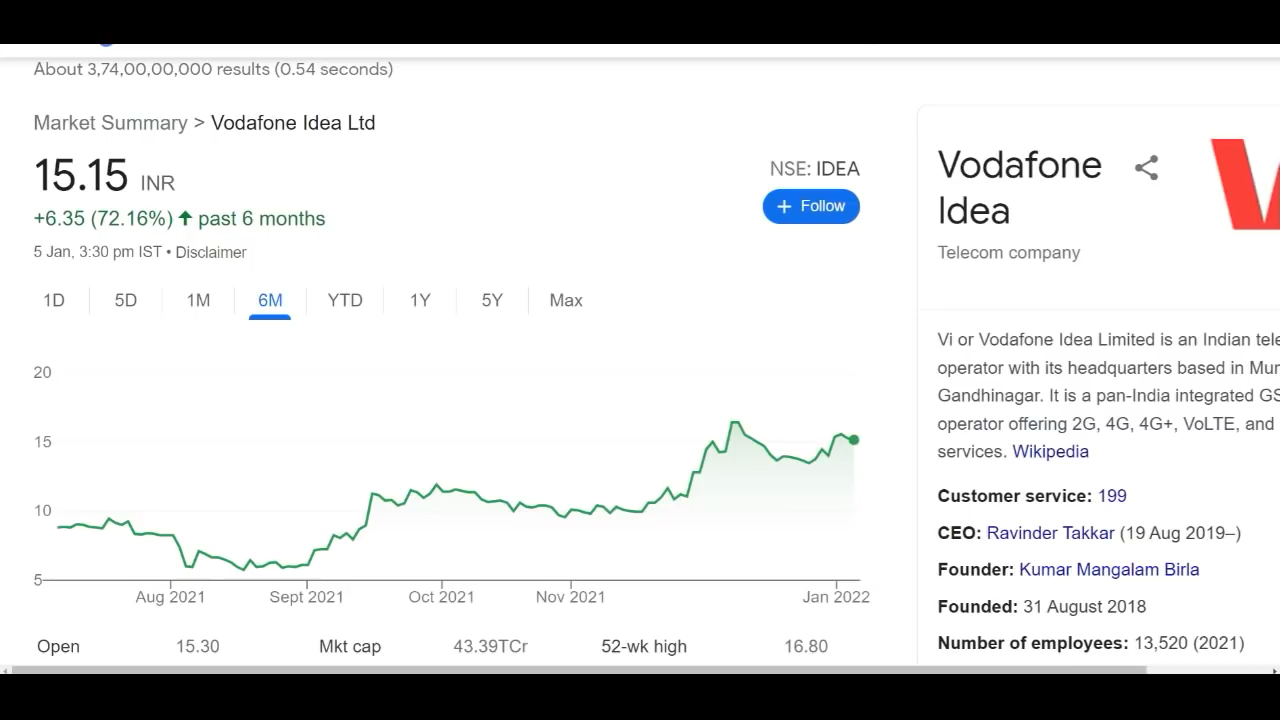 About 3,74,00,00,000 results (0.54 seconds)
Market Summary > Vodafone Idea Ltd
15.15 INR
+6.35 (72.16%) ↑ past 6 months
5 Jan, 3:30 pm IST • Disclaimer
NSE: IDEA
+ Follow
1D 5D 1M 6M YTD 1Y 5Y Max
20
15
10
5
Aug 2021 Sept 2021 Oct 2021 Nov 2021 Jan 2022
Open 15.30 Mkt cap 43.39TCr 52-wk high 16.80
Vodafone
Idea
Telecom company
Vi or Vodafone Idea Limited is an Indian tele
operator with its headquarters based in Mur
Gandhinagar. It is a pan-India integrated GS
operator offering 2G, 4G, 4G+, VoLTE, and
services. Wikipedia
Customer service: 199
CEO: Ravinder Takkar (19 Aug 2019–)
Founder: Kumar Mangalam Birla
Founded: 31 August 2018
Number of employees: 13,520 (2021)